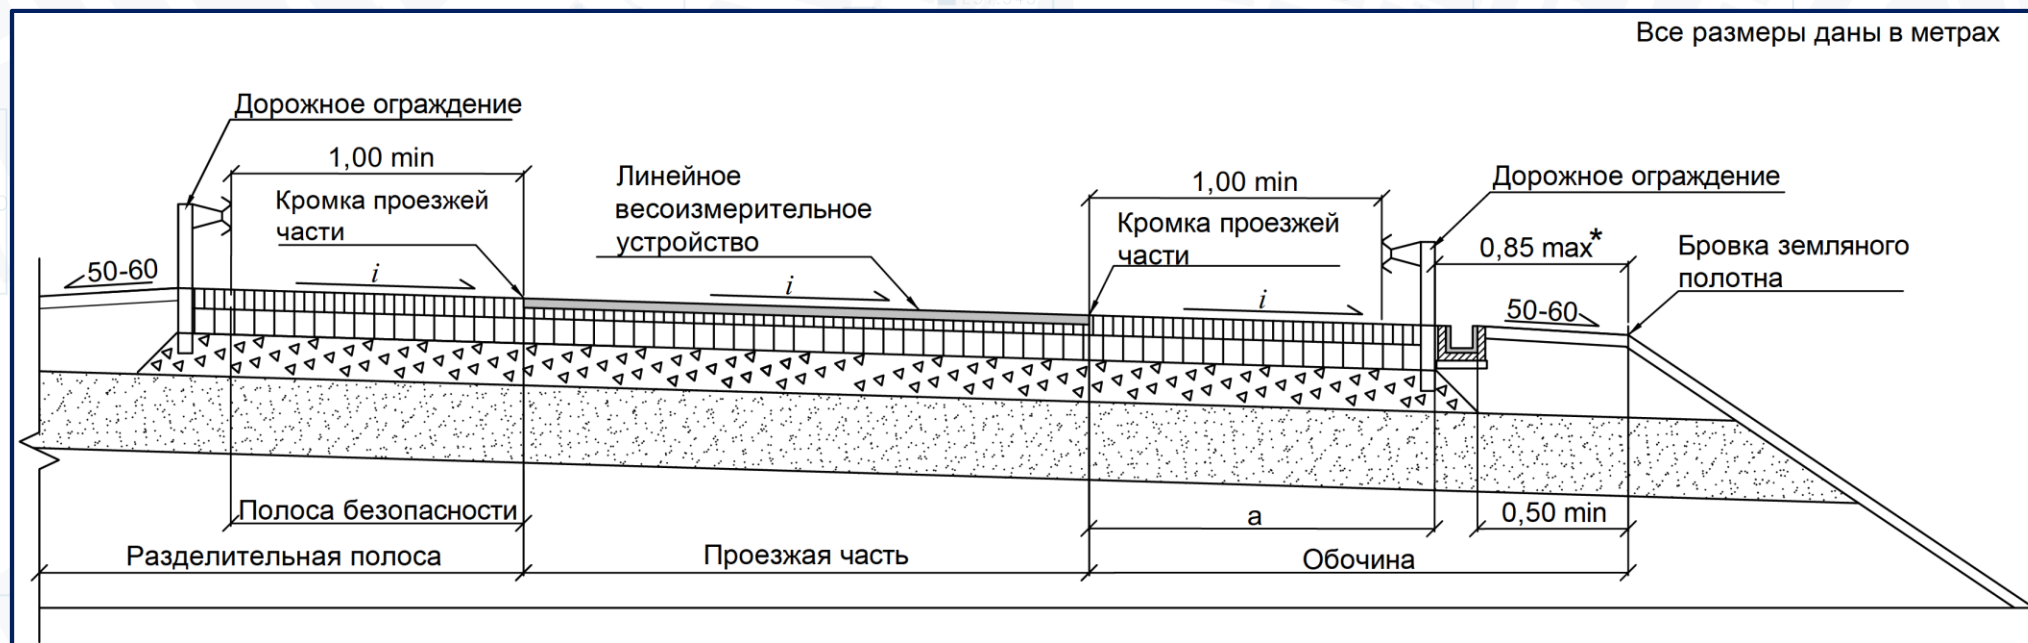 Все размеры даны в метрах
Дорожное ограждение
1,00 min
Кромка проезжей
части
Линейное
весоизмерительное
устройство
1,00 min
Кромка проезжей
части
Дорожное ограждение
0,85 max*
Бровка земляного
полотна
50-60
i
i
i
50-60
Полоса безопасности
а
0,50 min
Разделительная полоса
Проезжая часть
Обочина